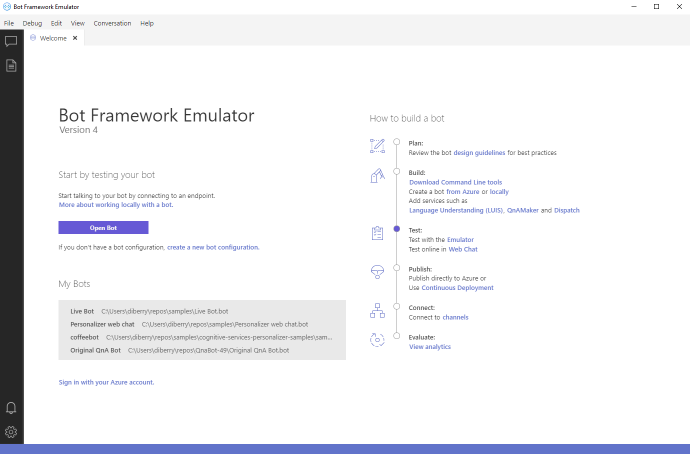 Bot Framework Emulator
File Debug Edit View Conversation Help
Welcome
Bot Framework Emulator
Version 4
Start by testing your bot
Start talking to your bot by connecting to an endpoint.
More about working locally with a bot.
Open Bot
If you don't have a bot configuration, create a new bot configuration.
My Bots
Live Bot C:\Users\diberry\repos\samples\Live Bot.bot
Personalizer web chat C:\Users\diberry\repos\samples\Personalizer web chat.bot
coffeebot C:\Users\diberry\repos\samples\cognitive-services-personalizer-samples\sam...
Original QnA Bot C:\Users\diberry\repos\QnaBot-49\Original QnA Bot.bot
Sign in with your Azure account.
How to build a bot
Plan:
Review the bot design guidelines for best practices
Build:
Download Command Line tools
Create a bot from Azure or locally
Add services such as
Language Understanding (LUIS), QnAMaker and Dispatch
Test:
Test with the Emulator
Test online in Web Chat
Publish:
Publish directly to Azure or
Use Continuous Deployment
Connect:
Connect to channels
Evaluate:
View analytics